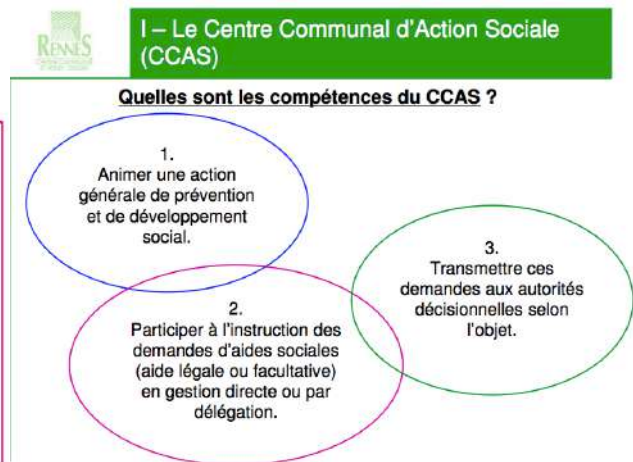 RENNES
I – Le Centre Communal d'Action Sociale
(CCAS)
Quelles sont les compétences du CCAS ?
1.
Animer une action
générale de prévention
et de développement
social.
2.
Participer à l'instruction des
demandes d'aides sociales
(aide légale ou facultative)
en gestion directe ou par
délégation.
3.
Transmettre ces
demandes aux autorités
décisionnelles selon
l'objet.